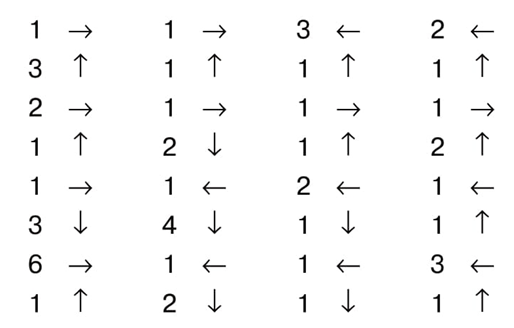 1 → 1 → 3 ← 2 ←
3 ↑ 1 ↑ 1 ↑ 1 ↑
2 → 1 → 1 → 1 →
1 ↑ 2 ↓ 1 ↑ 2 ↑
1 → 1 ← 2 ← 1 ←
3 ↓ 4 ↓ 1 ↓ 1 ↑
6 → 1 ← 1 ← 3 ←
1 ↑ 2 ↓ 1 ↓ 1 ↑